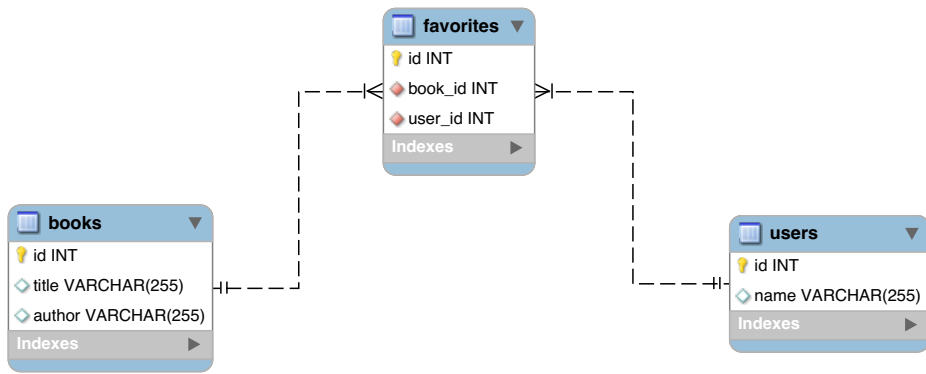 favorites
id INT
book_id INT
user_id INT
Indexes
books
id INT
title VARCHAR(255)
author VARCHAR(255)
Indexes
users
id INT
name VARCHAR(255)
Indexes